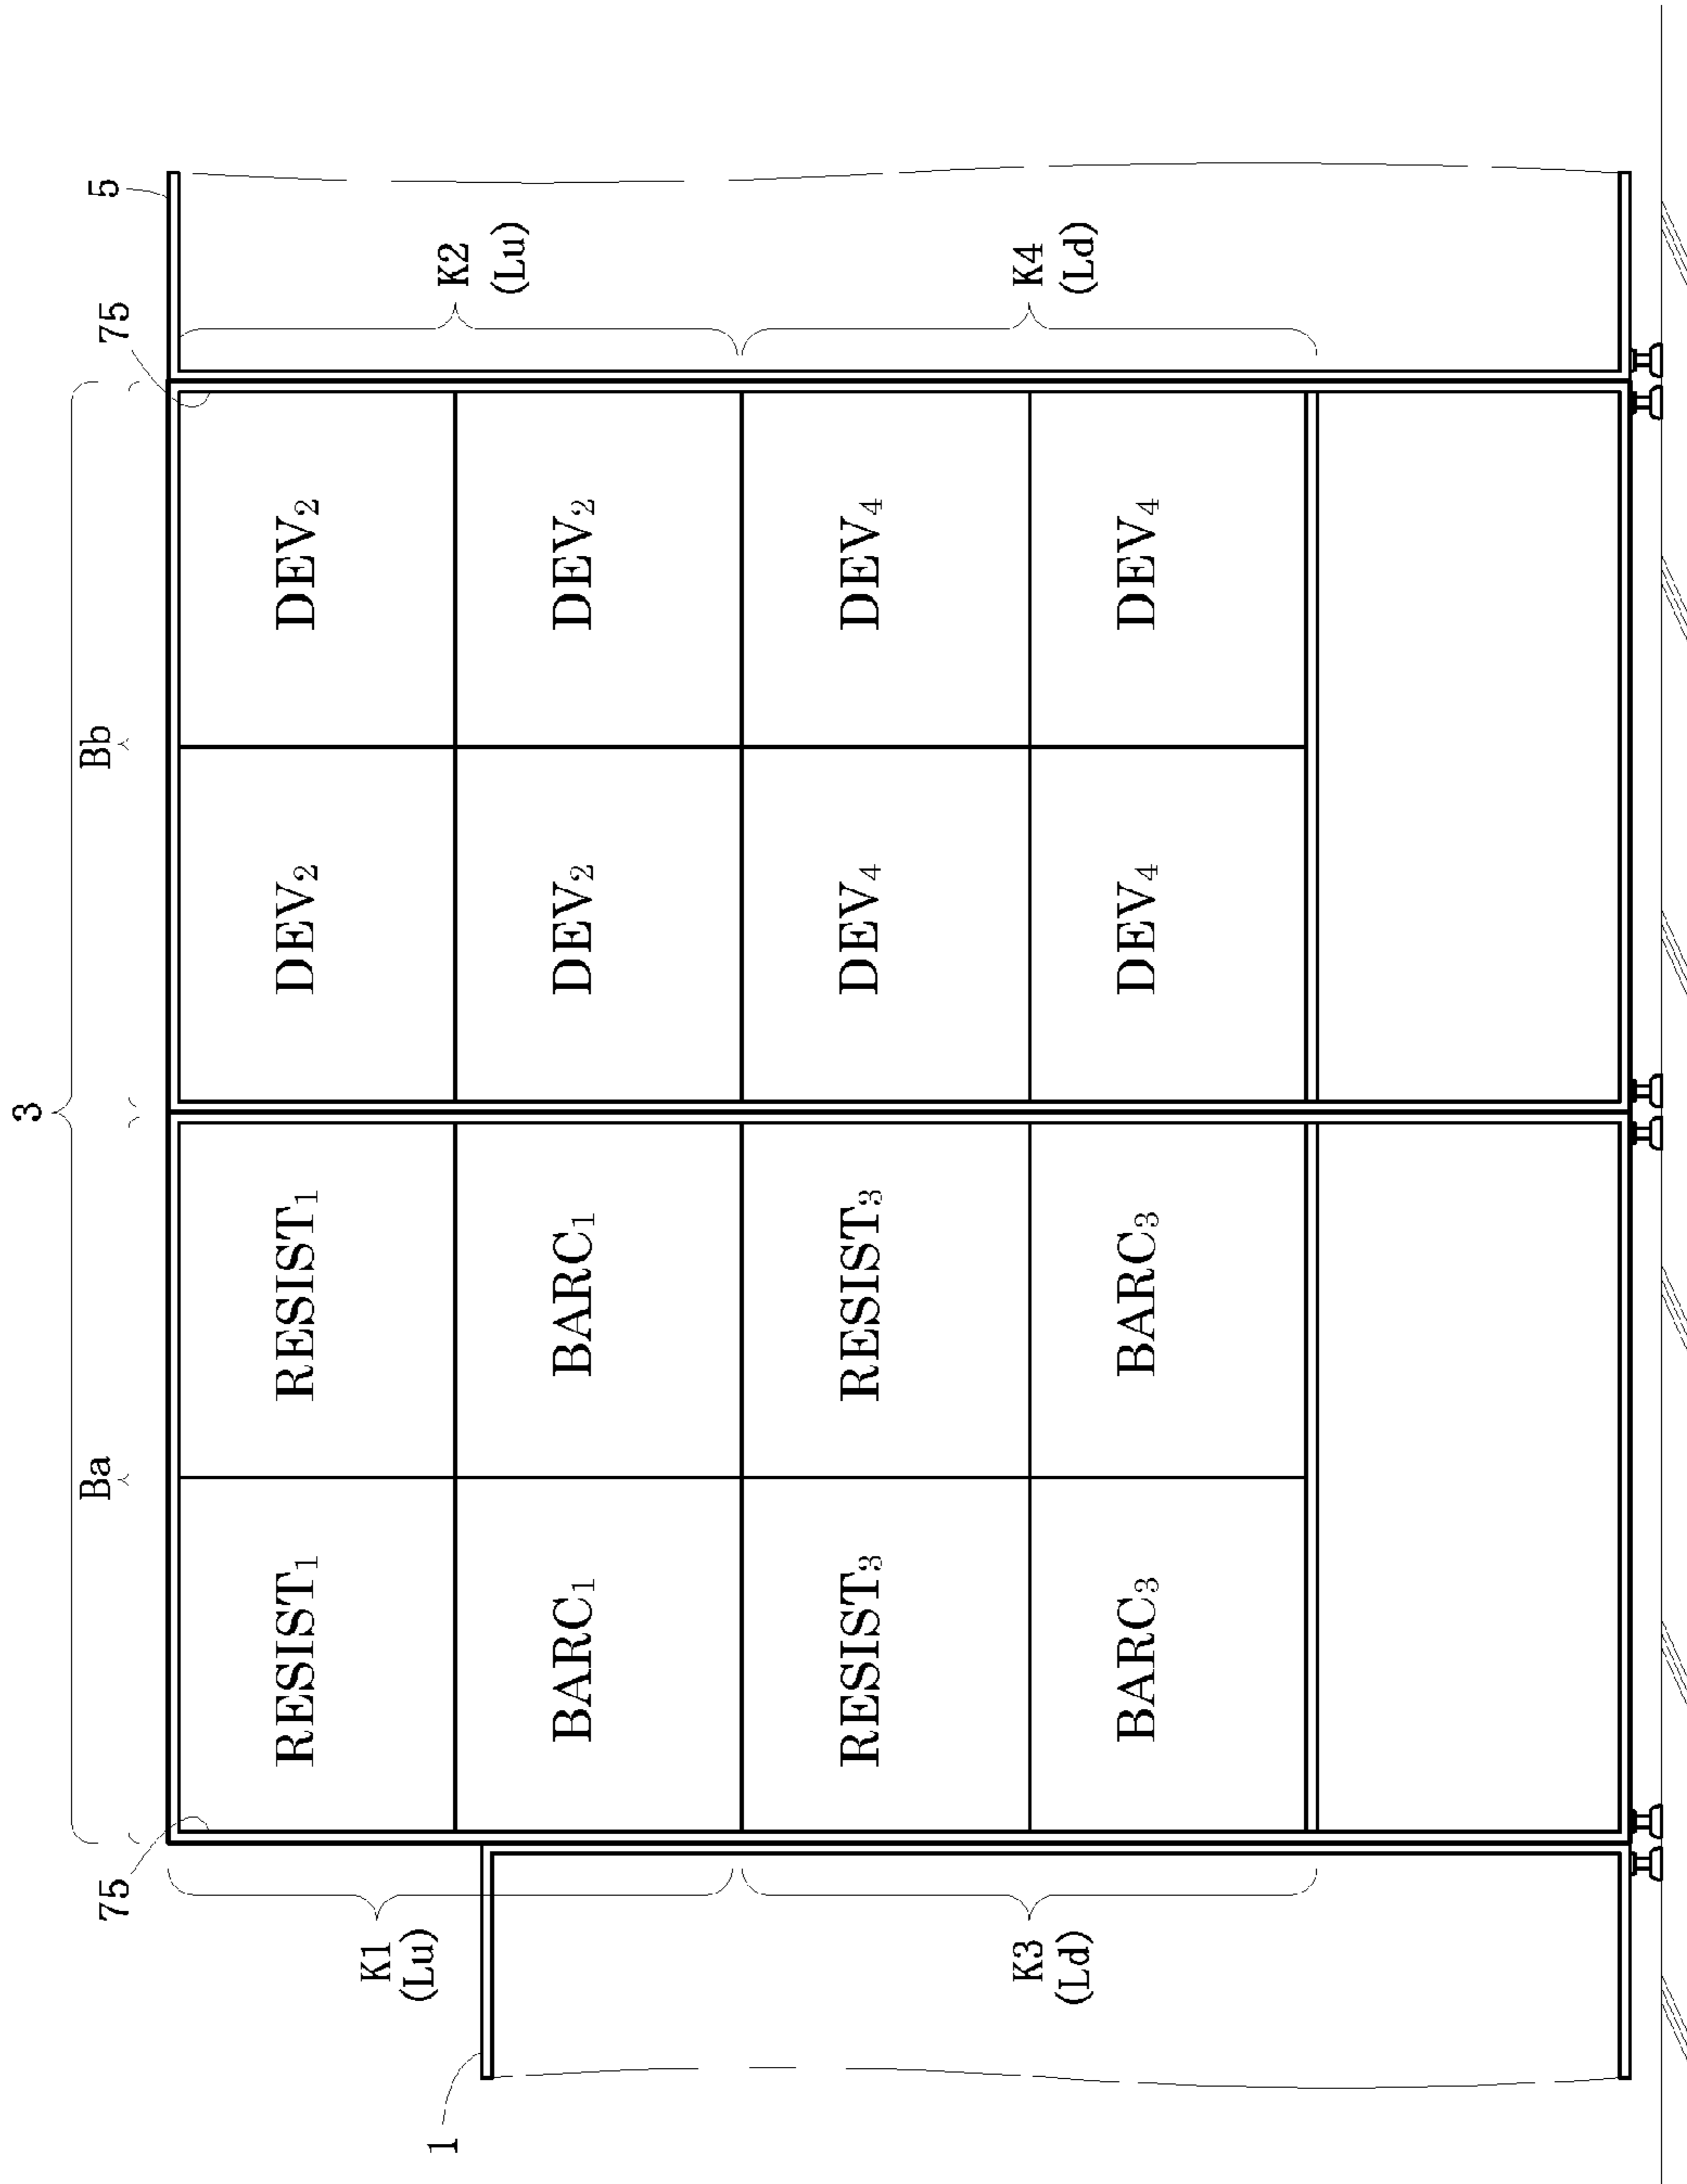 3
Ba
Bb
75
75
5
K1
(Lu)
RESIST₁
RESIST₁
DEV₂
DEV₂
K2
(Lu)
1
BARC₁
BARC₁
DEV₂
DEV₂
K3
(Ld)
RESIST₃
RESIST₃
DEV₄
DEV₄
K4
(Ld)
BARC₃
BARC₃
DEV₄
DEV₄